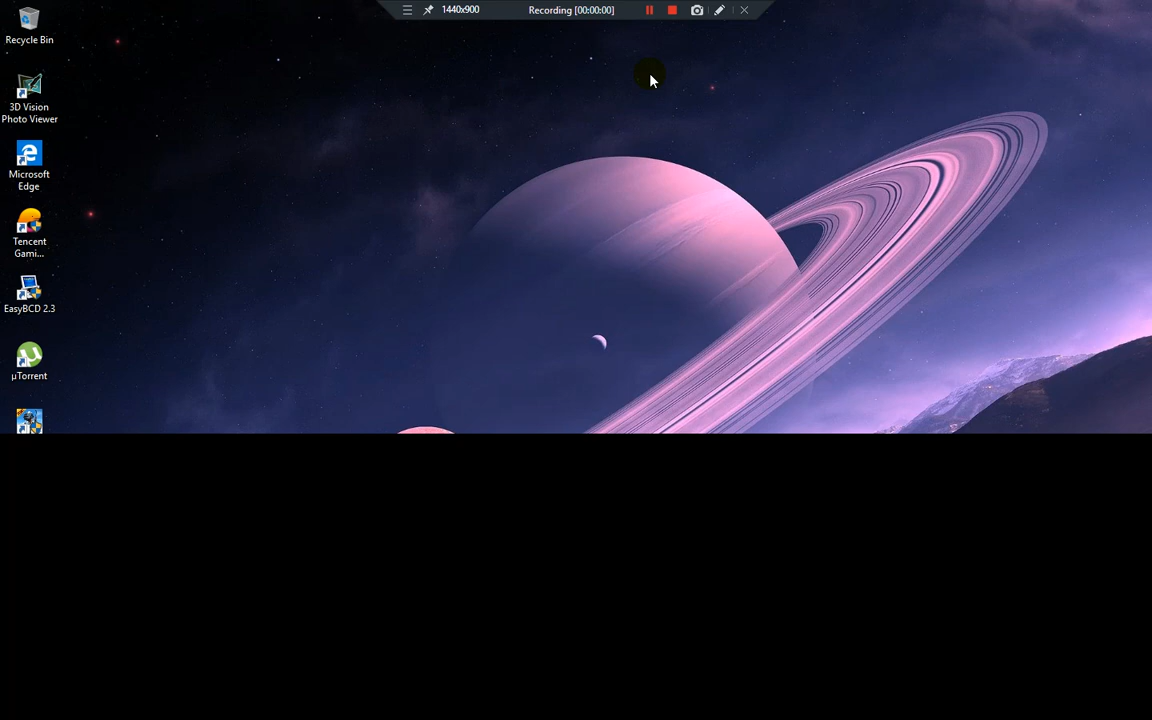 1440x900 Recording [00:00:00]
Recycle Bin
3D Vision
Photo Viewer
Microsoft
Edge
Tencent
Gami...
EasyBCD 2.3
µTorrent